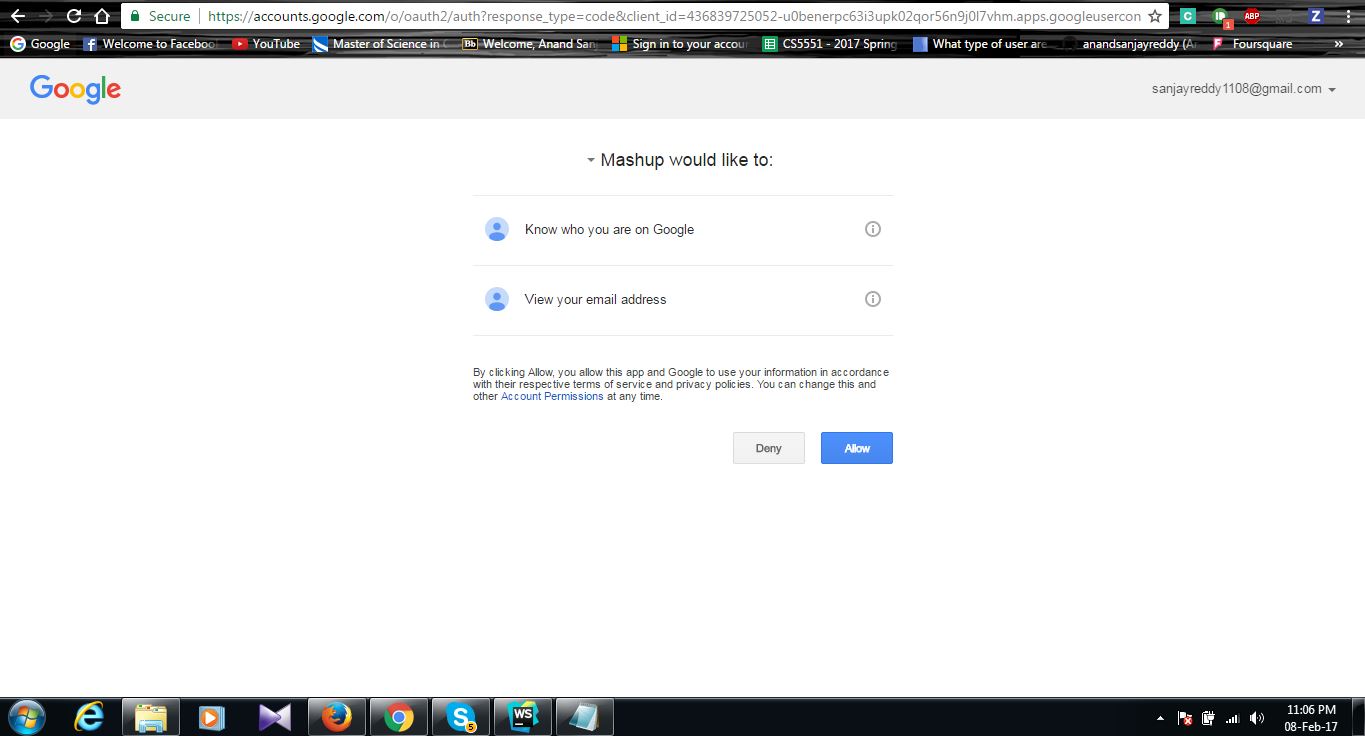 Secure
https://accounts.google.com/o/oauth2/auth?response_type=code&client_id=436839725052-u0benerpc63i3upk02qor56n9j0l7vhm.apps.googleusercon
C
1
ABP
Z
Google
Welcome to Faceboo
YouTube
Master of Science in
Bb Welcome, Anand San
Sign in to your accou
CS5551 - 2017 Spring
What type of user are
anandsanjayreddy (A
Foursquare
»
Google
sanjayreddy1108@gmail.com
Mashup would like to:
Know who you are on Google
View your email address
By clicking Allow, you allow this app and Google to use your information in accordance
with their respective terms of service and privacy policies. You can change this and
other Account Permissions at any time.
Deny
Allow
WS
5
11:06 PM
08-Feb-17